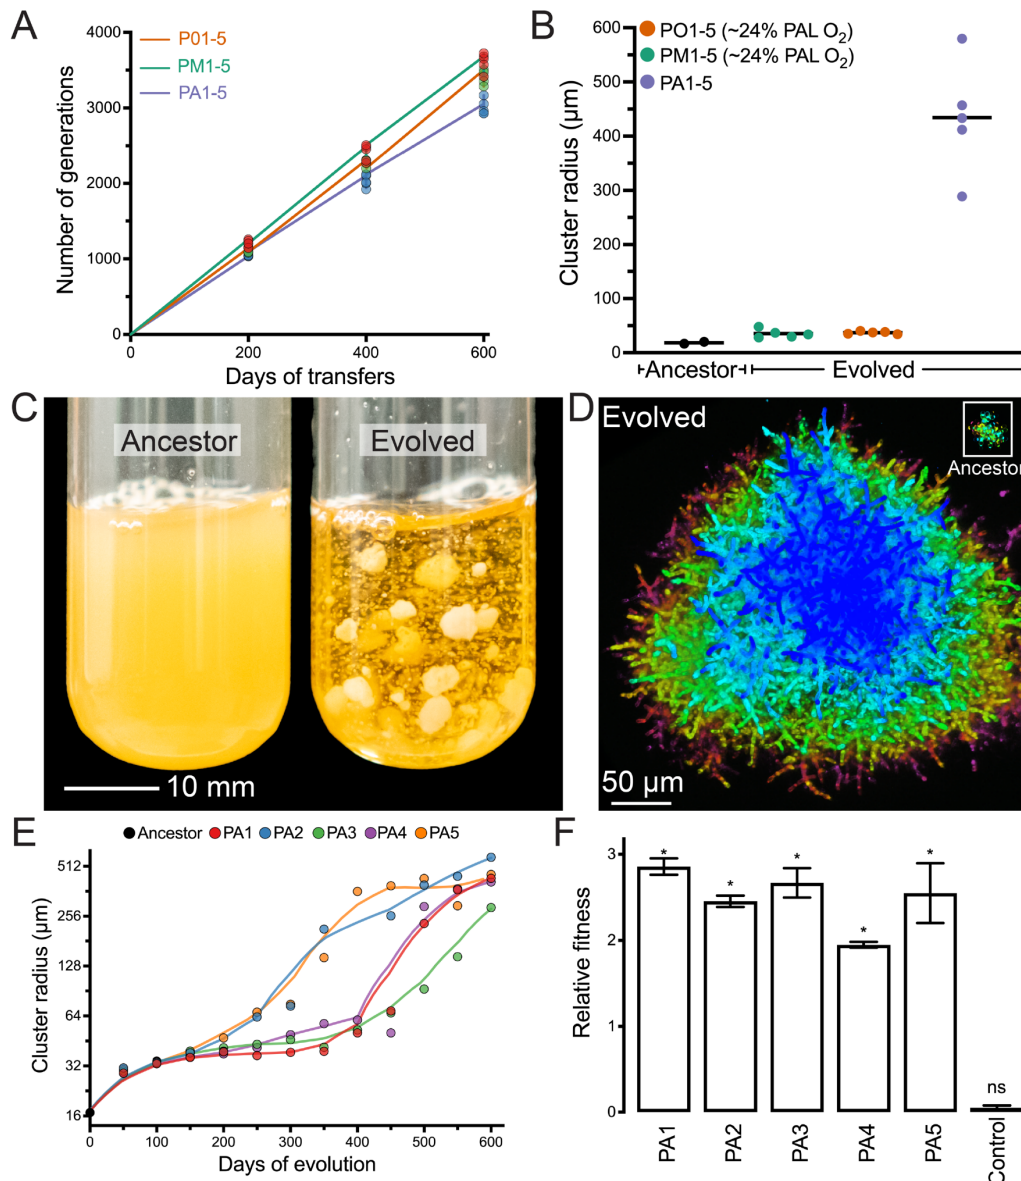 A
4000
3000
2000
1000
0
Number of generations
P01-5
PM1-5
PA1-5
0
200
400
600
Days of transfers
B
600
500
400
300
200
100
0
Cluster radius (µm)
PO1-5 (~24% PAL O2)
PM1-5 (~24% PAL O2)
PA1-5
Ancestor
Evolved
C
Ancestor
Evolved
10 mm
D
Evolved
Ancestor
50 µm
E
Ancestor PA1 PA2 PA3 PA4 PA5
512
256
128
64
32
16
Cluster radius (µm)
0 100 200 300 400 500 600
Days of evolution
F
3
2
1
0
Relative fitness
*
*
*
*
*
ns
PA1
PA2
PA3
PA4
PA5
Control